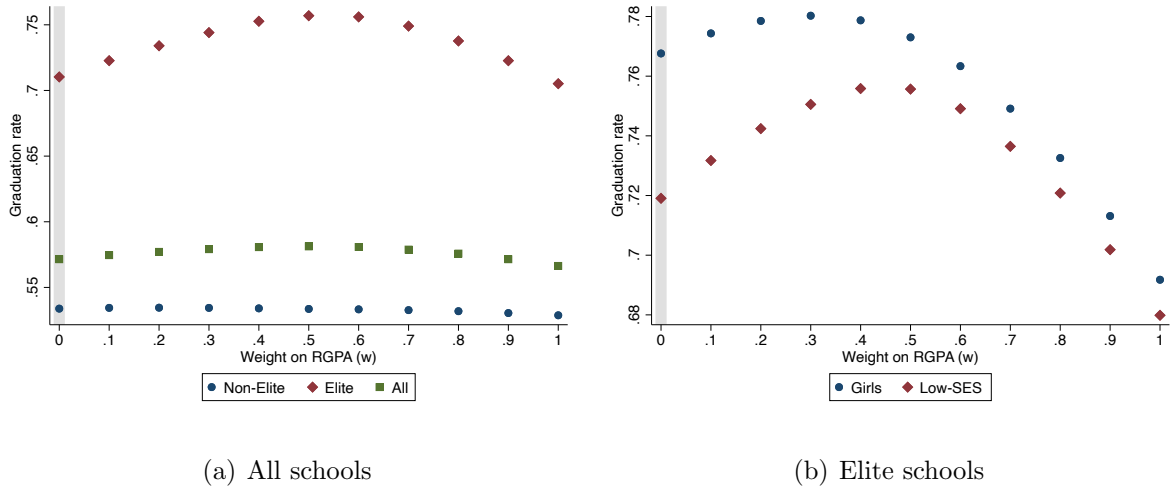 .75
.7
.65
.6
.55
Graduation rate
0 .1 .2 .3 .4 .5 .6 .7 .8 .9 1
Weight on RGPA (w)
Non-Elite Elite All
(a) All schools
.78
.76
.74
.72
.7
.68
Graduation rate
0 .1 .2 .3 .4 .5 .6 .7 .8 .9 1
Weight on RGPA (w)
Girls Low-SES
(b) Elite schools